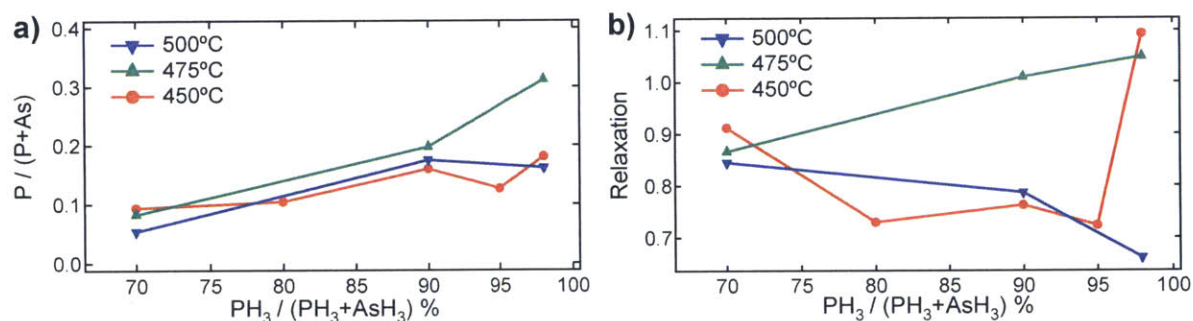 a)
0.4
0.3
0.2
0.1
0.0
P / (P+As)
500ºC
475ºC
450ºC
70 75 80 85 90 95 100
PH₃ / (PH₃+AsH₃) %
b)
1.1
1.0
0.9
0.8
0.7
Relaxation
500ºC
475ºC
450ºC
70 75 80 85 90 95 100
PH₃ / (PH₃+AsH₃) %